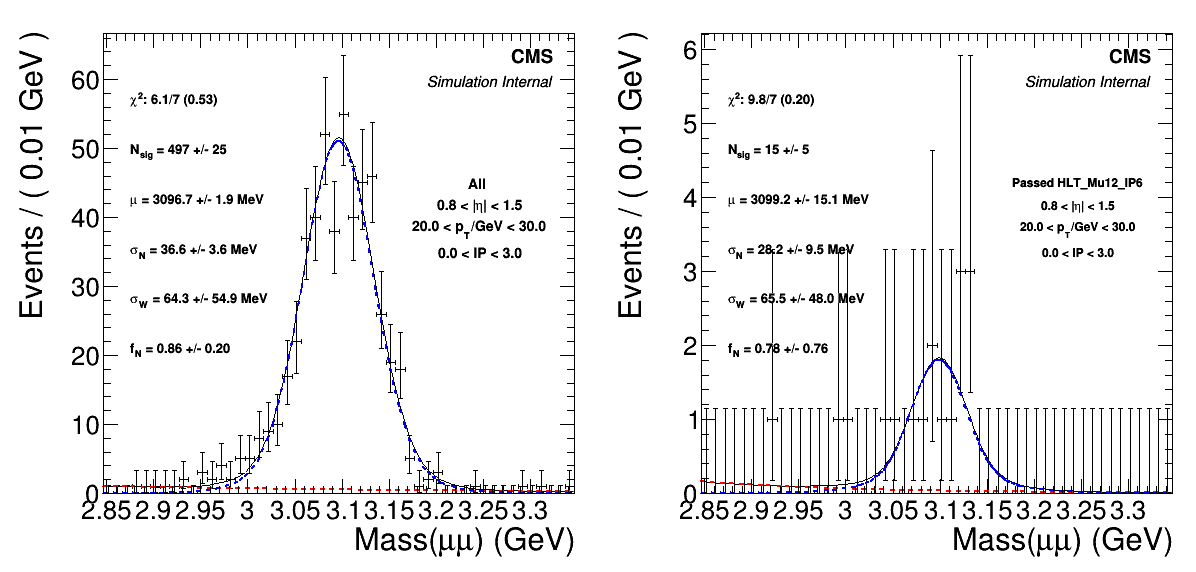 CMS
Simulation Internal
χ²: 6.1/7 (0.53)
N_sig = 497 +/- 25
μ = 3096.7 +/- 1.9 MeV
σ_N = 36.6 +/- 3.6 MeV
σ_W = 64.3 +/- 54.9 MeV
f_N = 0.86 +/- 0.20
All
0.8 < |η| < 1.5
20.0 < p_T/GeV < 30.0
0.0 < IP < 3.0
Events / ( 0.01 GeV )
60
50
40
30
20
10
0
2.85 2.9 2.95 3 3.05 3.1 3.15 3.2 3.25 3.3
Mass(μμ) (GeV)
CMS
Simulation Internal
χ²: 9.8/7 (0.20)
N_sig = 15 +/- 5
μ = 3099.2 +/- 15.1 MeV
σ_N = 28.2 +/- 9.5 MeV
σ_W = 65.5 +/- 48.0 MeV
f_N = 0.78 +/- 0.76
Passed HLT_Mu12_IP6
0.8 < |η| < 1.5
20.0 < p_T/GeV < 30.0
0.0 < IP < 3.0
Events / ( 0.01 GeV )
6
5
4
3
2
1
0
2.85 2.9 2.95 3 3.05 3.1 3.15 3.2 3.25 3.3
Mass(μμ) (GeV)